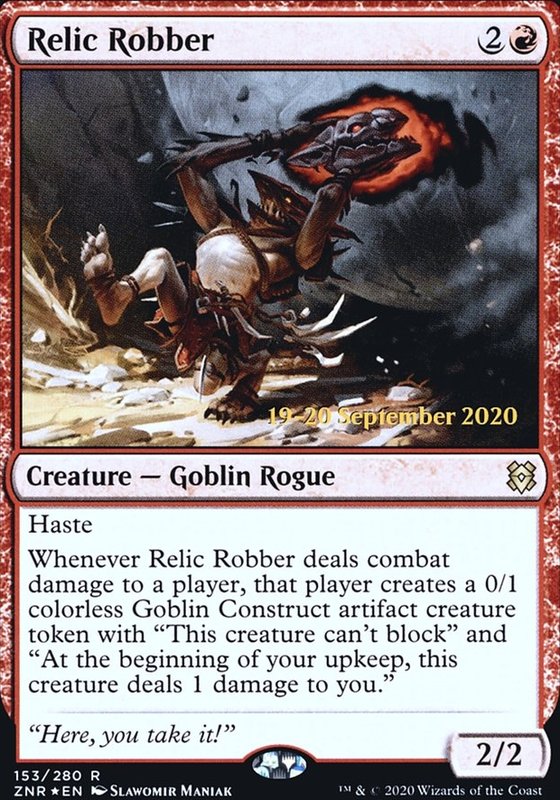 Relic Robber 2
19–20 September 2020
Creature — Goblin Rogue
Haste
Whenever Relic Robber deals combat
damage to a player, that player creates a 0/1
colorless Goblin Construct artifact creature
token with “This creature can’t block” and
“At the beginning of your upkeep, this
creature deals 1 damage to you.”
“Here, you take it!”
2/2
153/280 R
ZNR EN SLAWOMIR MANIAK
™ & © 2020 Wizards of the Coast